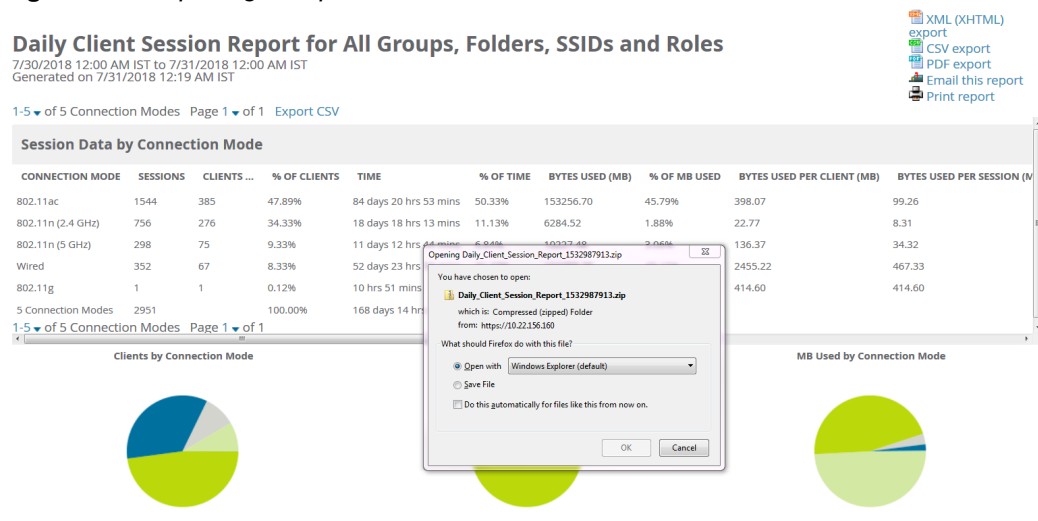 XML (XHTML)
export
CSV export
PDF export
Email this report
Print report
Daily Client Session Report for All Groups, Folders, SSIDs and Roles
7/30/2018 12:00 AM IST to 7/31/2018 12:00 AM IST
Generated on 7/31/2018 12:19 AM IST
1-5 of 5 Connection Modes Page 1 of 1 Export CSV
Session Data by Connection Mode
CONNECTION MODE SESSIONS CLIENTS ... % OF CLIENTS TIME % OF TIME BYTES USED (MB) % OF MB USED BYTES USED PER CLIENT (MB) BYTES USED PER SESSION (M
802.11ac 1544 385 47.89% 84 days 20 hrs 53 mins 50.33% 153256.70 45.79% 398.07 99.26
802.11n (2.4 GHz) 756 276 34.33% 18 days 18 hrs 13 mins 11.13% 6284.52 1.88% 22.77 8.31
802.11n (5 GHz) 298 75 9.33% 11 days 12 hrs 136.37 34.32
Wired 352 67 8.33% 52 days 23 hrs 2455.22 467.33
802.11g 1 1 0.12% 10 hrs 51 mins 414.60 414.60
5 Connection Modes 2951 100.00% 168 days 14 hrs
1-5 of 5 Connection Modes Page 1 of 1
Opening Daily_Client_Session_Report_1532987913.zip
You have chosen to open:
Daily_Client_Session_Report_1532987913.zip
which is: Compressed (zipped) Folder
from: https://10.22.156.160
What should Firefox do with this file?
Open with Windows Explorer (default)
Save File
Do this automatically for files like this from now on.
OK Cancel
Clients by Connection Mode
MB Used by Connection Mode